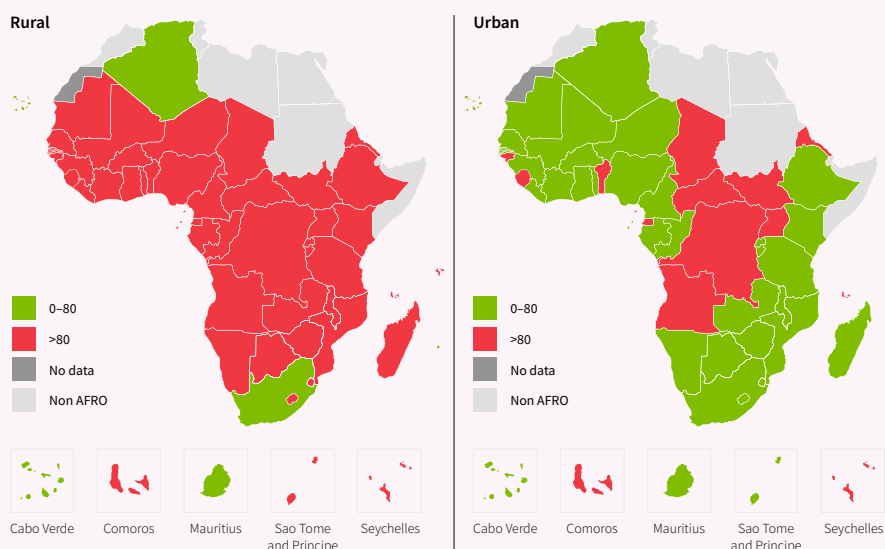 Rural
Urban
0–80
>80
No data
Non AFRO
0–80
>80
No data
Non AFRO
Cabo Verde
Comoros
Mauritius
Sao Tome
and Principe
Seychelles
Cabo Verde
Comoros
Mauritius
Sao Tome
and Principe
Seychelles